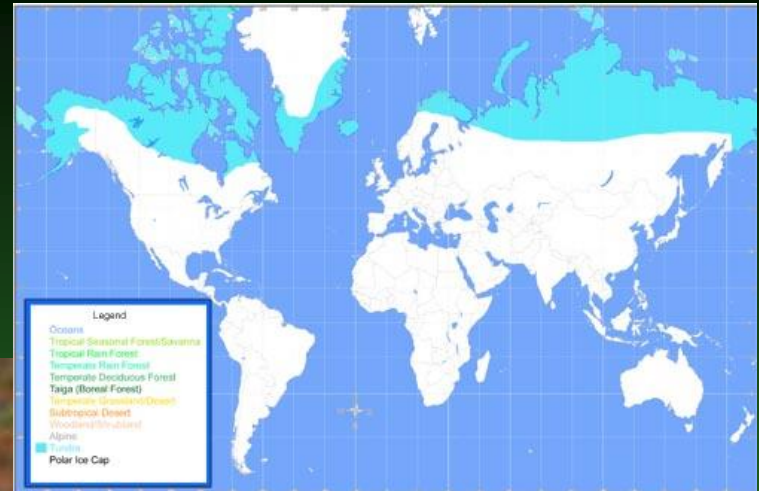 Legend
Oceans
Tropical Seasonal Forest/Savanna
Tropical Rain Forest
Temperate Rain Forest
Temperate Deciduous Forest
Taiga (Boreal Forest)
Temperate Grassland/Desert
Subtropical Desert
Woodland/Shrubland
Alpine
Tundra
Polar Ice Cap